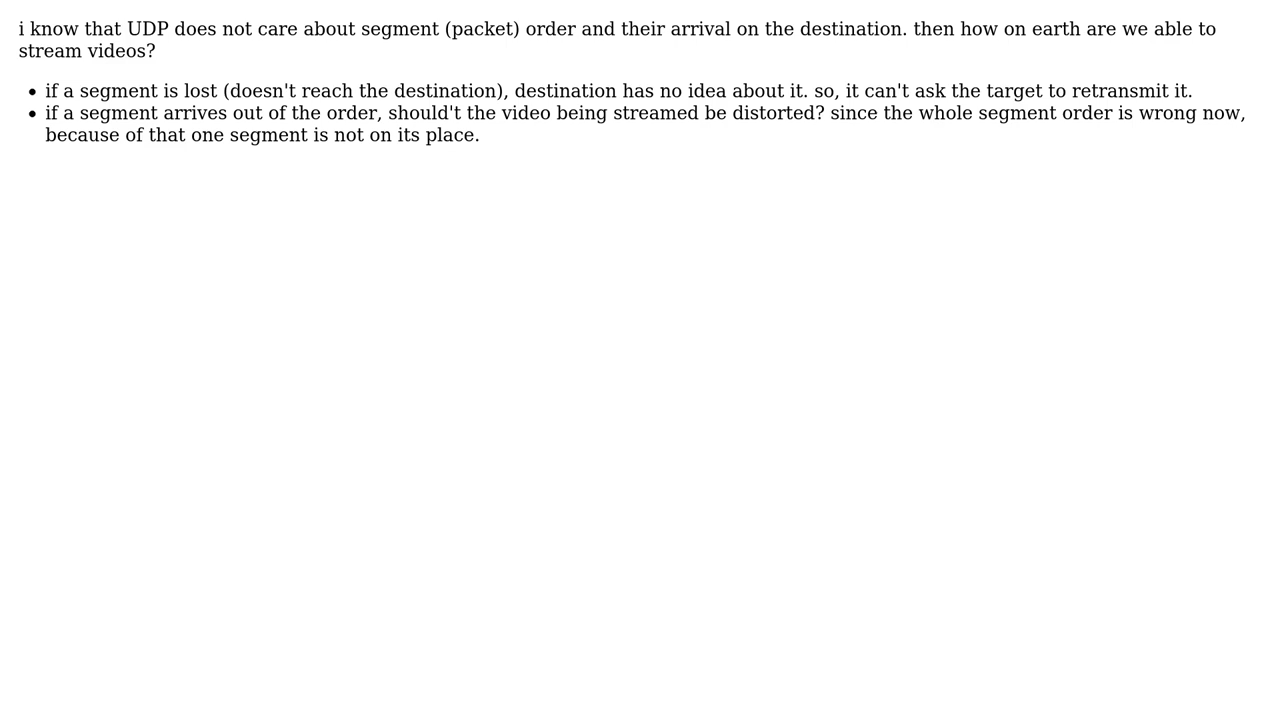 i know that UDP does not care about segment (packet) order and their arrival on the destination. then how on earth are we able to
stream videos?
• if a segment is lost (doesn't reach the destination), destination has no idea about it. so, it can't ask the target to retransmit it.
• if a segment arrives out of the order, should't the video being streamed be distorted? since the whole segment order is wrong now,
because of that one segment is not on its place.